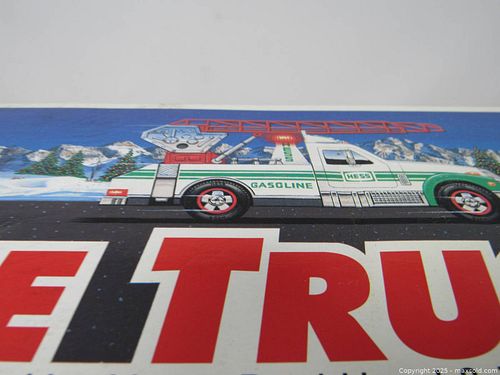 HESS
GASOLINE
E TRU
Copyright 2025 - maxsold.com